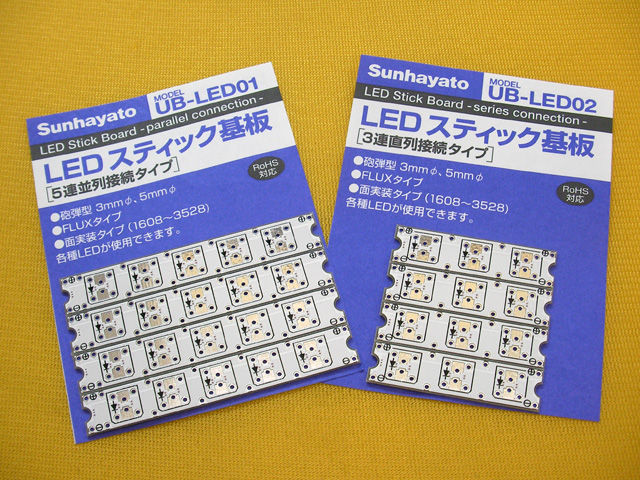 Sunhayato
MODEL
UB-LED01
LED Stick Board -parallel connection-
LED スティック基板
[5連並列接続タイプ]
RoHS
対応
●砲弾型 3mmφ、5mmφ
●FLUXタイプ
●面実装タイプ(1608~3528)
各種LEDが使用できます。
Sunhayato
MODEL
UB-LED02
LED Stick Board -series connection-
LED スティック基板
[3連直列接続タイプ]
RoHS
対応
●砲弾型 3mmφ、5mmφ
●FLUXタイプ
●面実装タイプ(1608~3528)
各種LEDが使用できます。